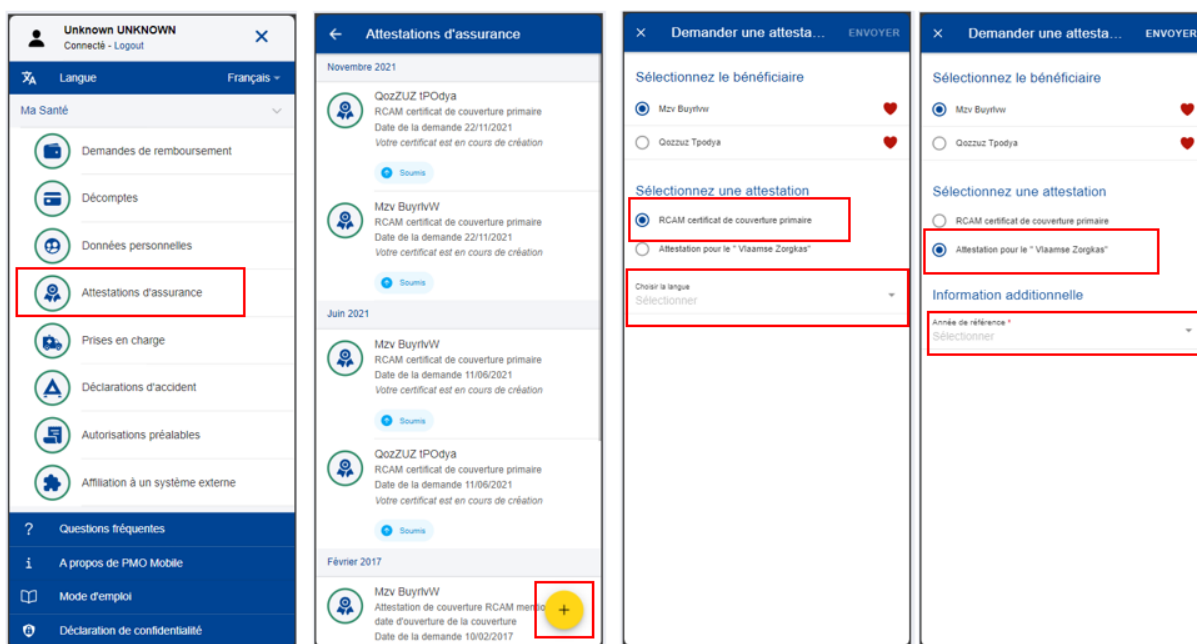 Unknown UNKNOWN
Connecté - Logout
Langue
Français
Ma Santé
Demandes de remboursement
Décomptes
Données personnelles
Attestations d'assurance
Prises en charge
Déclarations d'accident
Autorisations préalables
Affiliation à un système externe
? Questions fréquentes
i A propos de PMO Mobile
Mode d'emploi
Déclaration de confidentialité
Attestations d'assurance
Novembre 2021
QozZUZ tPOdya
RCAM certificat de couverture primaire
Date de la demande 22/11/2021
Votre certificat est en cours de création
Soumis
Mzv BuyrIvW
RCAM certificat de couverture primaire
Date de la demande 22/11/2021
Votre certificat est en cours de création
Soumis
Juin 2021
Mzv BuyrIvW
RCAM certificat de couverture primaire
Date de la demande 11/06/2021
Votre certificat est en cours de création
Soumis
QozZUZ tPOdya
RCAM certificat de couverture primaire
Date de la demande 11/06/2021
Votre certificat est en cours de création
Soumis
Février 2017
Mzv BuyrIvW
Attestation de couverture RCAM mentio
date d'ouverture de la couverture
Date de la demande 10/02/2017
+
× Demander une attesta... ENVOYER
Sélectionnez le bénéficiaire
Mzv Buyrlvw
Qozzuz Tpodya
Sélectionnez une attestation
RCAM certificat de couverture primaire
Attestation pour le " Vlaamse Zorgkas"
Choisir la langue
Sélectionner
× Demander une attesta... ENVOYER
Sélectionnez le bénéficiaire
Mzv Buyrlvw
Qozzuz Tpodya
Sélectionnez une attestation
RCAM certificat de couverture primaire
Attestation pour le " Vlaamse Zorgkas"
Information additionnelle
Année de référence *
Sélectionner